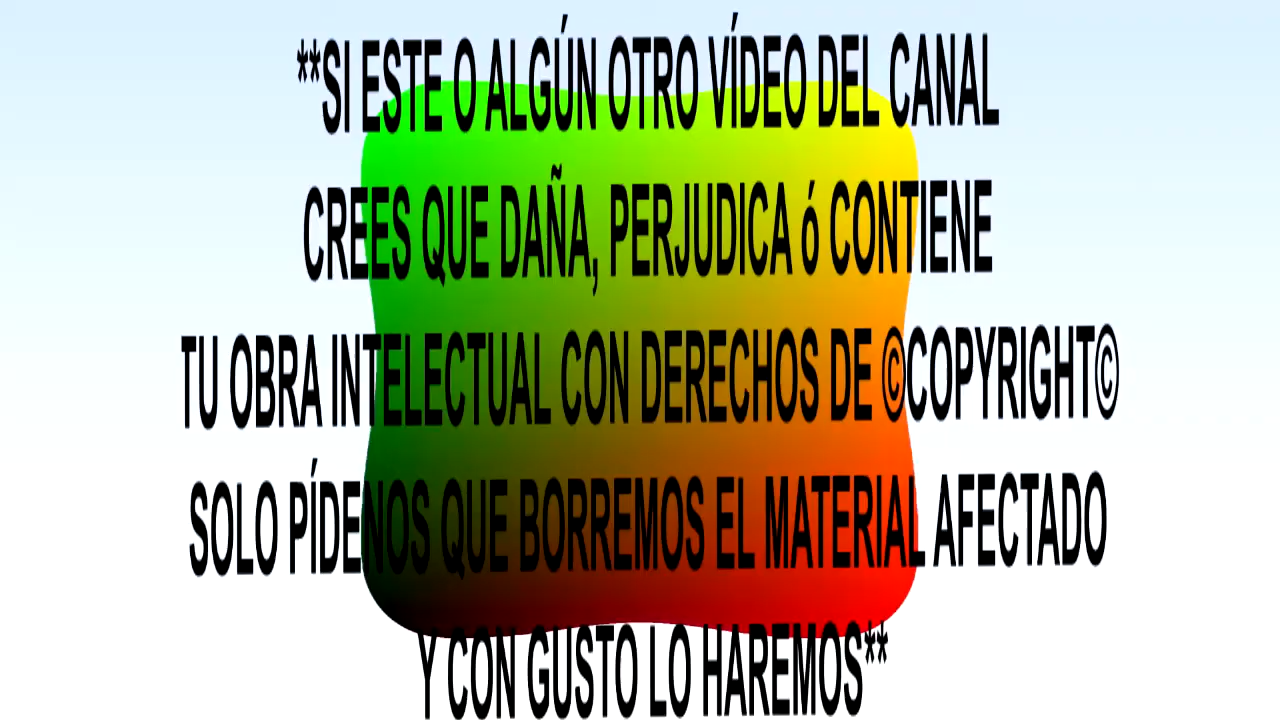 **SI ESTE O ALGÚN OTRO VÍDEO DEL CANAL
CREES QUE DAÑA, PERJUDICA ó CONTIENE
TU OBRA INTELECTUAL CON DERECHOS DE ©COPYRIGHT©
SOLO PÍDENOS QUE BORREMOS EL MATERIAL AFECTADO
Y CON GUSTO LO HAREMOS**